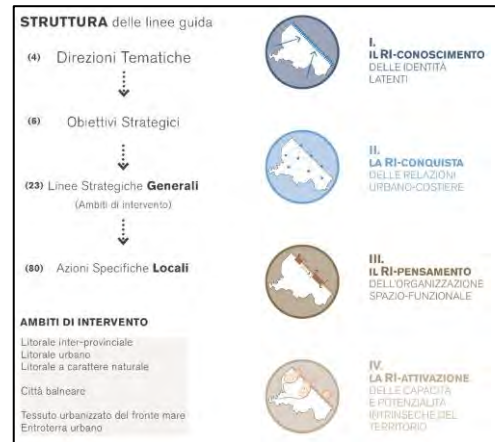 STRUTTURA delle linee guida
(4) Direzioni Tematiche
(6) Obiettivi Strategici
(23) Linee Strategiche Generali
(Ambiti di intervento)
(80) Azioni Specifiche Locali
AMBITI DI INTERVENTO
Litorale inter-provinciale
Litorale urbano
Litorale a carattere naturale
Città balneare
Tessuto urbanizzato del fronte mare
Entroterra urbano
I.
IL RI-CONOSCIMENTO
DELLE IDENTITÀ
LATENTI
II.
LA RI-CONQUISTA
DELLE RELAZIONI
URBANO-COSTIERE
III.
IL RI-PENSAMENTO
DELL'ORGANIZZAZIONE
SPAZIO-FUNZIONALE
IV.
LA RI-ATTIVAZIONE
DELLE CAPACITÀ
E POTENZIALITÀ
INTRINSECHE DEL
TERRITORIO